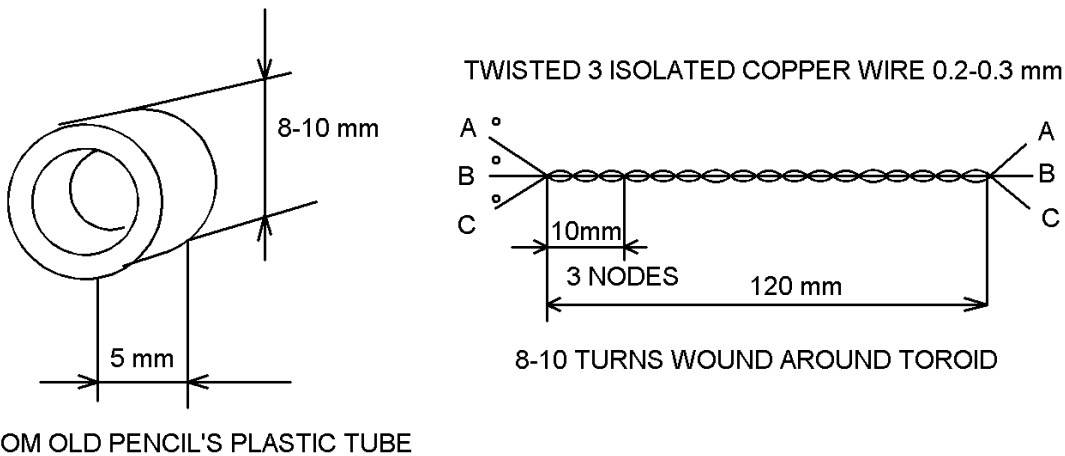 TWISTED 3 ISOLATED COPPER WIRE 0.2-0.3 mm
8-10 mm
A
A
B
B
C
C
10mm
3 NODES
120 mm
5 mm
8-10 TURNS WOUND AROUND TOROID
OM OLD PENCIL'S PLASTIC TUBE